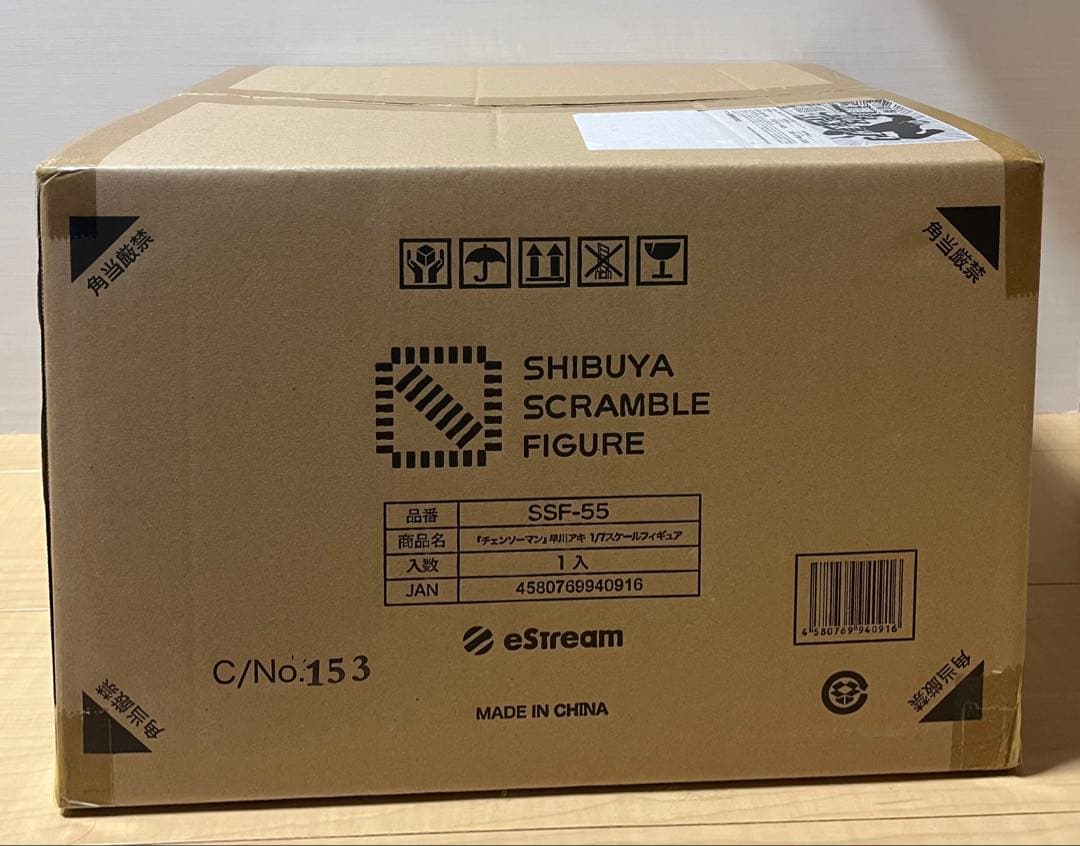 角当厳禁
角当厳禁
SHIBUYA
SCRAMBLE
FIGURE
品番 SSF-55
商品名 『チェンソーマン』早川アキ 1/7スケールフィギュア
入数 1入
JAN 4580769940916
4 580769 940916
eStream
C/No.153
MADE IN CHINA
角当厳禁
角当厳禁